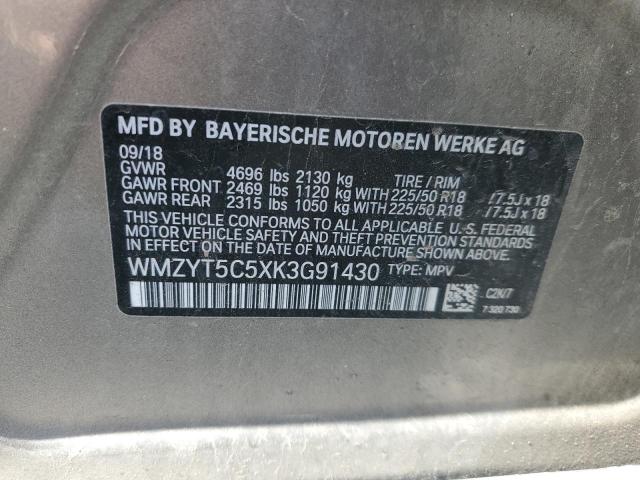 MFD BY BAYERISCHE MOTOREN WERKE AG
09/18
GVWR 4696 lbs 2130 kg TIRE / RIM
GAWR FRONT 2469 lbs 1120 kg WITH 225/50 R18 / 7.5J x 18
GAWR REAR 2315 lbs 1050 kg WITH 225/50 R18 / 7.5J x 18
THIS VEHICLE CONFORMS TO ALL APPLICABLE U. S. FEDERAL
MOTOR VEHICLE SAFETY, BUMPER, AND THEFT PREVENTION
STANDARDS IN EFFECT ON THE DATE OF MANUFACTURE SHOWN ABOVE.
WMZYT5C5XK3G91430 TYPE: MPV
C2K/7
7 320 730